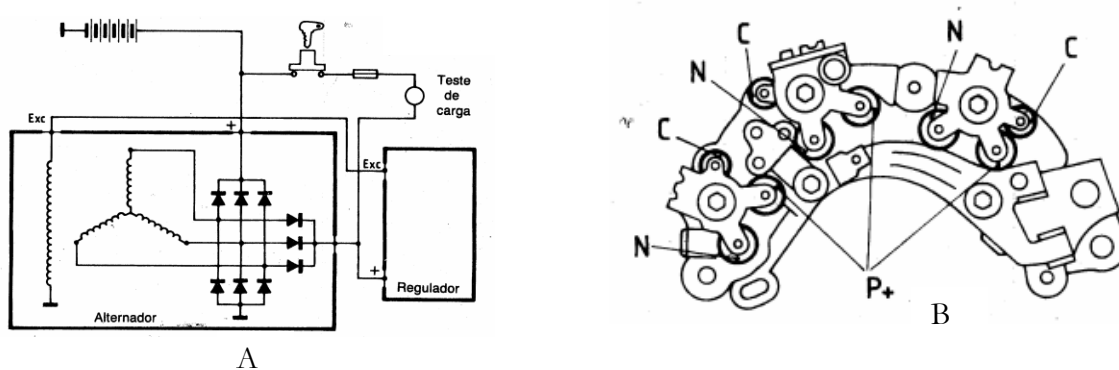 Teste
de
carga
Exc
+
Exc
+
Regulador
Alternador
A
C
N
N
C
C
N
P+
B